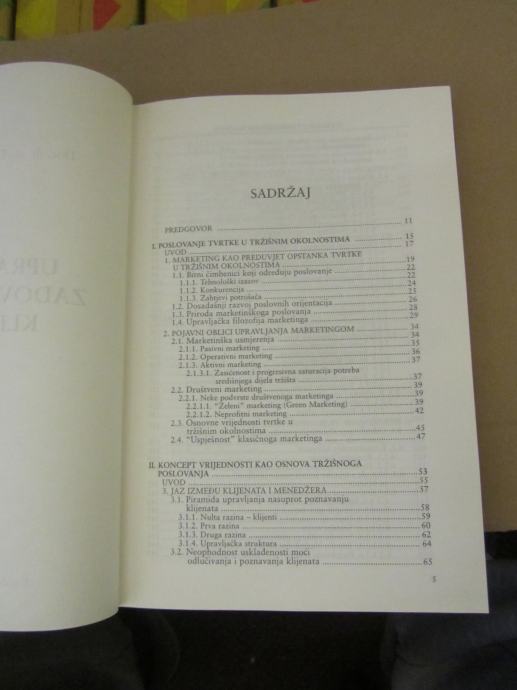 SADRŽAJ
PREDGOVOR 11
I. POSLOVANJE TVRTKE U TRŽIŠNIM OKOLNOSTIMA 15
UVOD 17
1. MARKETING KAO PREDUVJET OPSTANKA TVRTKE
U TRŽIŠNIM OKOLNOSTIMA 19
1.1. Bitni čimbenici koji određuju poslovanje 22
1.1.1. Tehnološki izazov 22
1.1.2. Konkurencija 24
1.1.3. Zahtjevi potrošača 25
1.2. Dosadašnji razvoj poslovnih orijentacija 26
1.3. Priroda marketinškoga poslovanja 28
1.4. Upravljačka filozofija marketinga 29
2. POJAVNI OBLICI UPRAVLJANJA MARKETINGOM 34
2.1. Marketinška usmjerenja 34
2.1.1. Pasivni marketing 35
2.1.2. Operativni marketing 36
2.1.3. Aktivni marketing 37
2.1.3.1. Zasićenost i progresivna saturacija potreba
središnjega dijela tržišta 37
2.2. Društveni marketing 39
2.2.1. Neke podvrste društvenoga marketinga 39
2.2.1.1. "Zeleni" marketing (Green Marketing) 39
2.2.1.2. Neprofitni marketing 42
2.3. Osnovne vrijednosti tvrtke u
tržišnim okolnostima 45
2.4. "Uspješnost" klasičnoga marketinga 47
II. KONCEPT VRIJEDNOSTI KAO OSNOVA TRŽIŠNOGA
POSLOVANJA 53
UVOD 55
3. JAZ IZMEĐU KLIJENATA I MENEDŽERA 57
3.1. Piramida upravljanja nasuprot poznavanju
klijenata 58
3.1.1. Nulta razina – klijenti 59
3.1.2. Prva razina 60
3.1.3. Druga razina 62
3.1.4. Upravljačka struktura 64
3.2. Neophodnost usklađenosti moći
odlučivanja i poznavanja klijenata 65
5